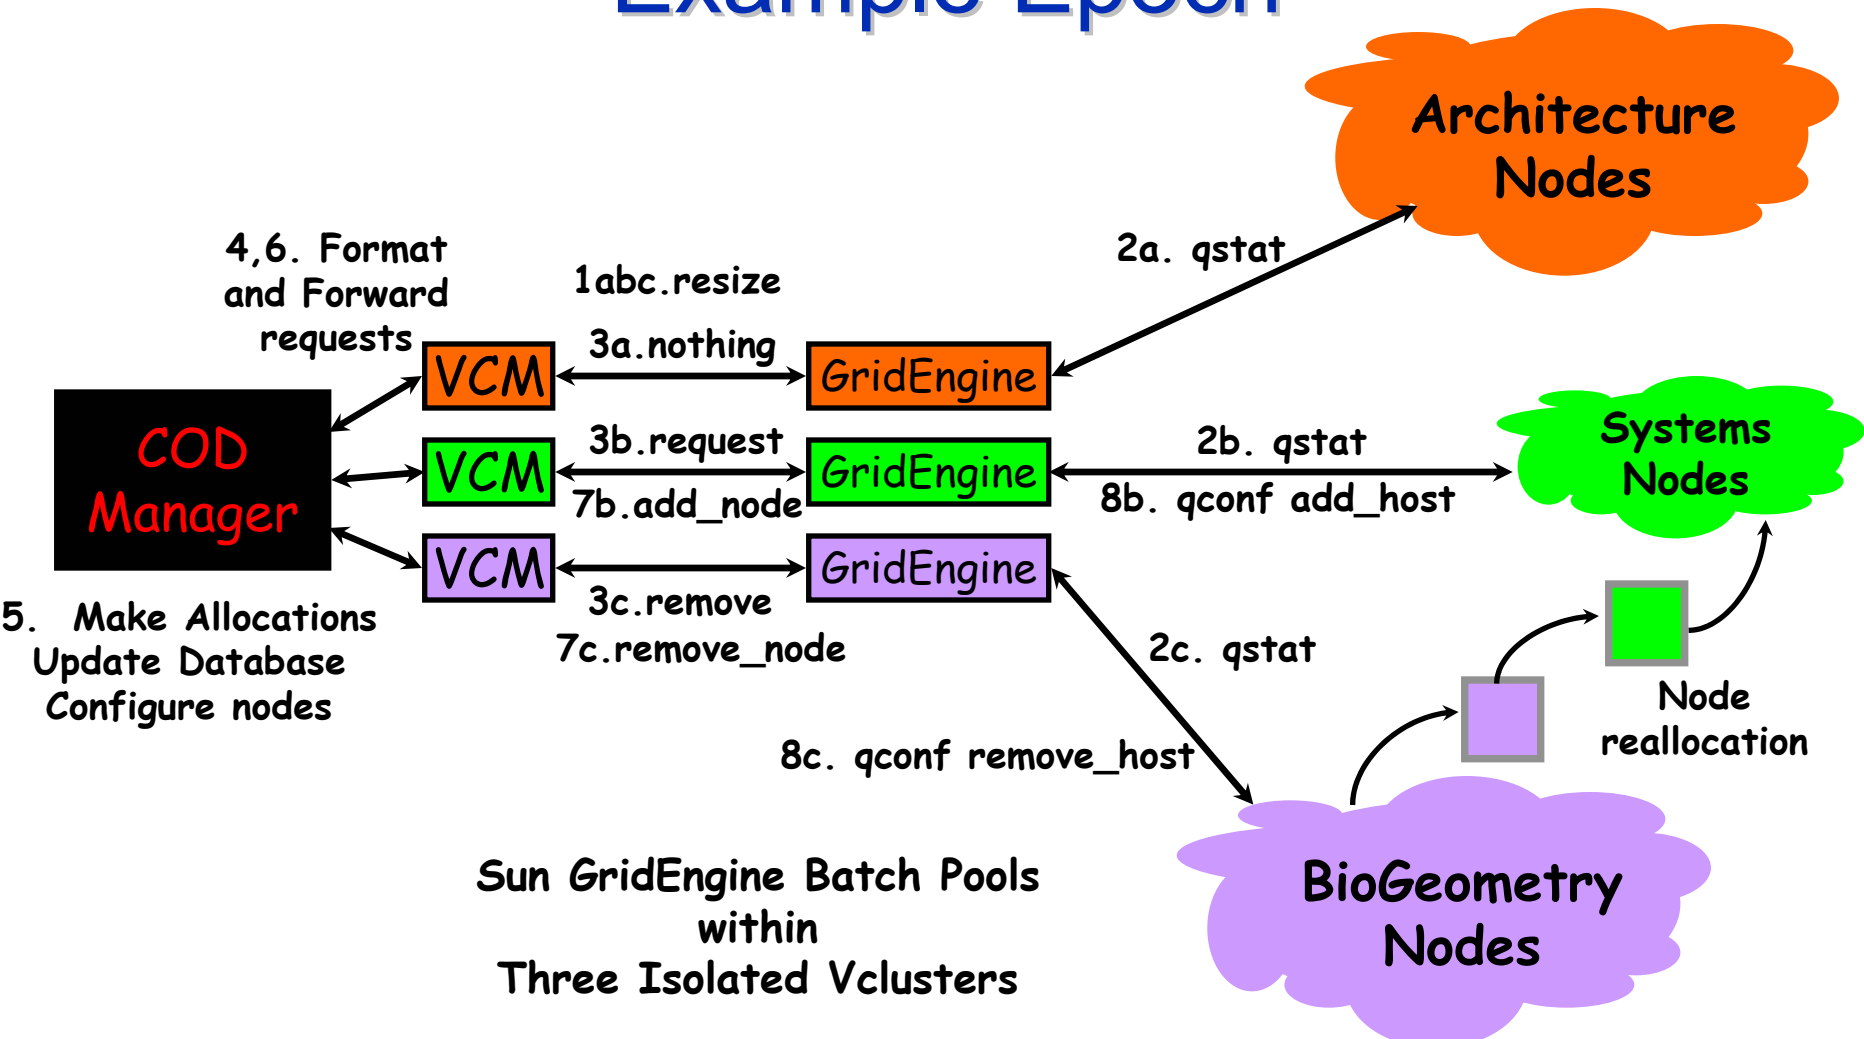 Example Epoch
Architecture
Nodes
4,6. Format
and Forward
requests
1abc.resize
2a. qstat
3a.nothing
VCM
GridEngine
COD
Manager
3b.request
VCM
GridEngine
7b.add_node
2b. qstat
8b. qconf add_host
Systems
Nodes
VCM
GridEngine
3c.remove
7c.remove_node
2c. qstat
5. Make Allocations
Update Database
Configure nodes
Node
reallocation
8c. qconf remove_host
Sun GridEngine Batch Pools
within
Three Isolated Vclusters
BioGeometry
Nodes